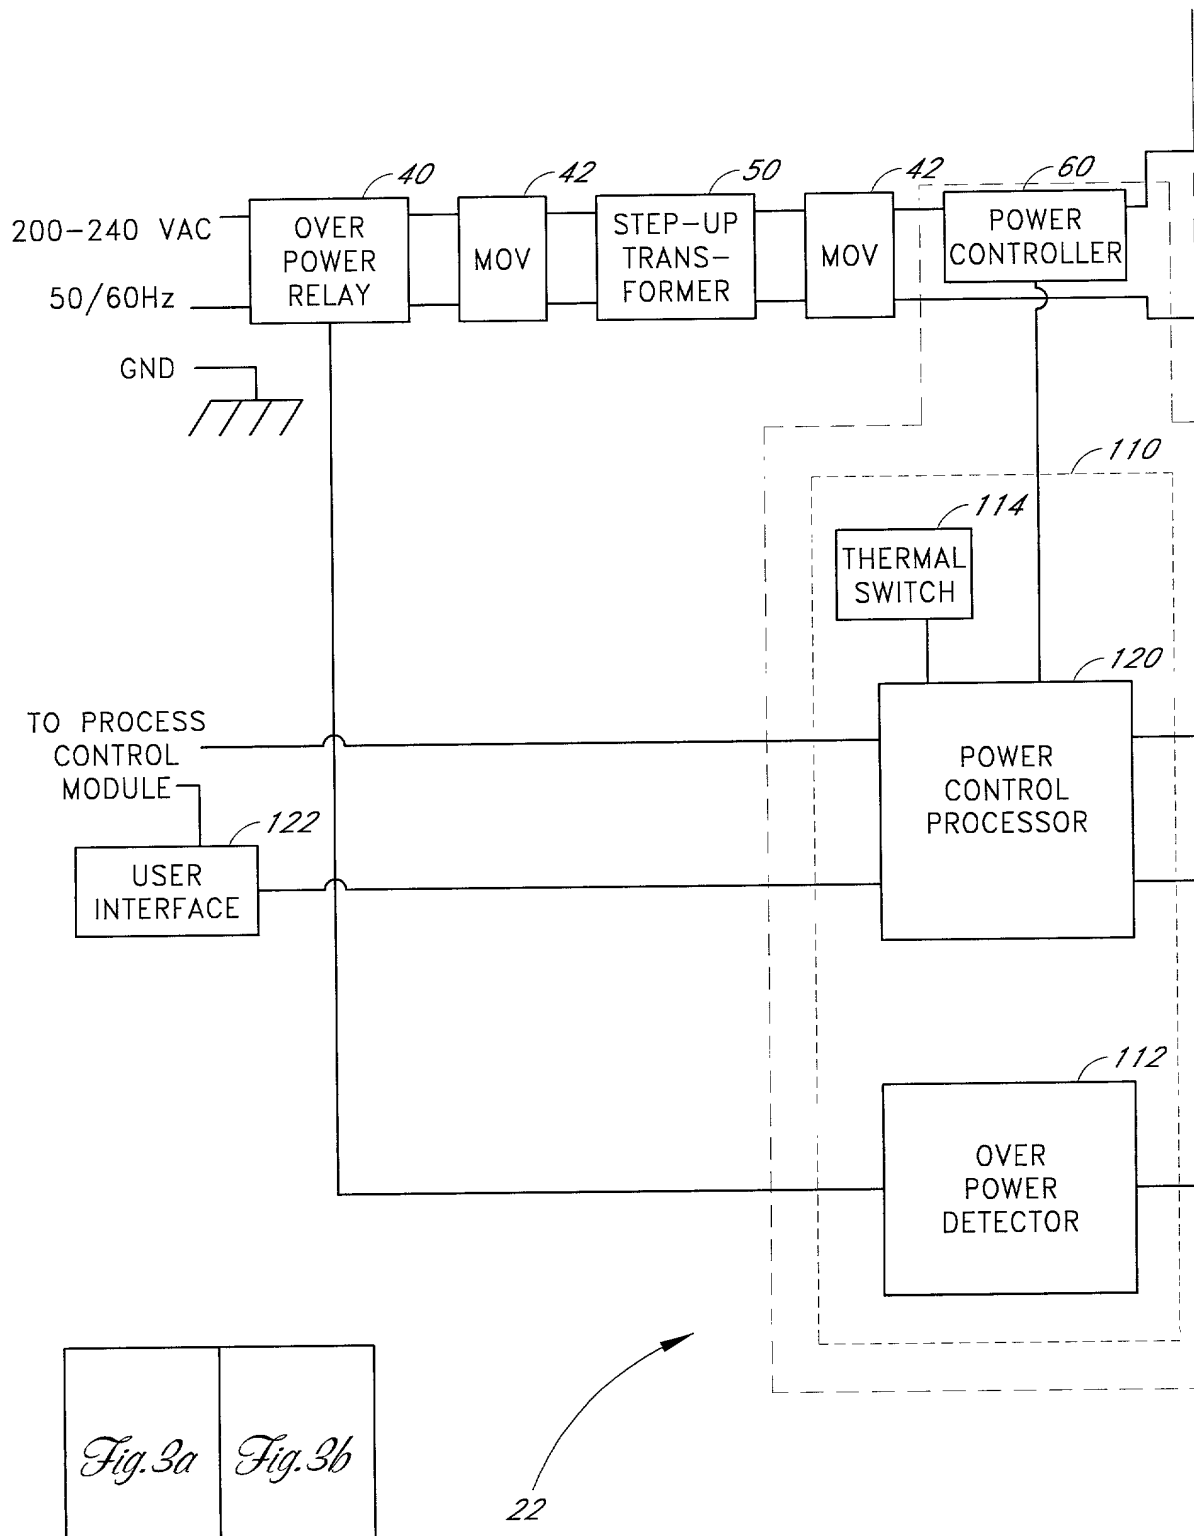 40
42
50
42
60
200-240 VAC
50/60Hz
GND
OVER
POWER
RELAY
MOV
STEP-UP
TRANS-
FORMER
MOV
POWER
CONTROLLER
110
114
THERMAL
SWITCH
120
TO PROCESS
CONTROL
MODULE
POWER
CONTROL
PROCESSOR
122
USER
INTERFACE
112
OVER
POWER
DETECTOR
Fig.3a
Fig.3b
22